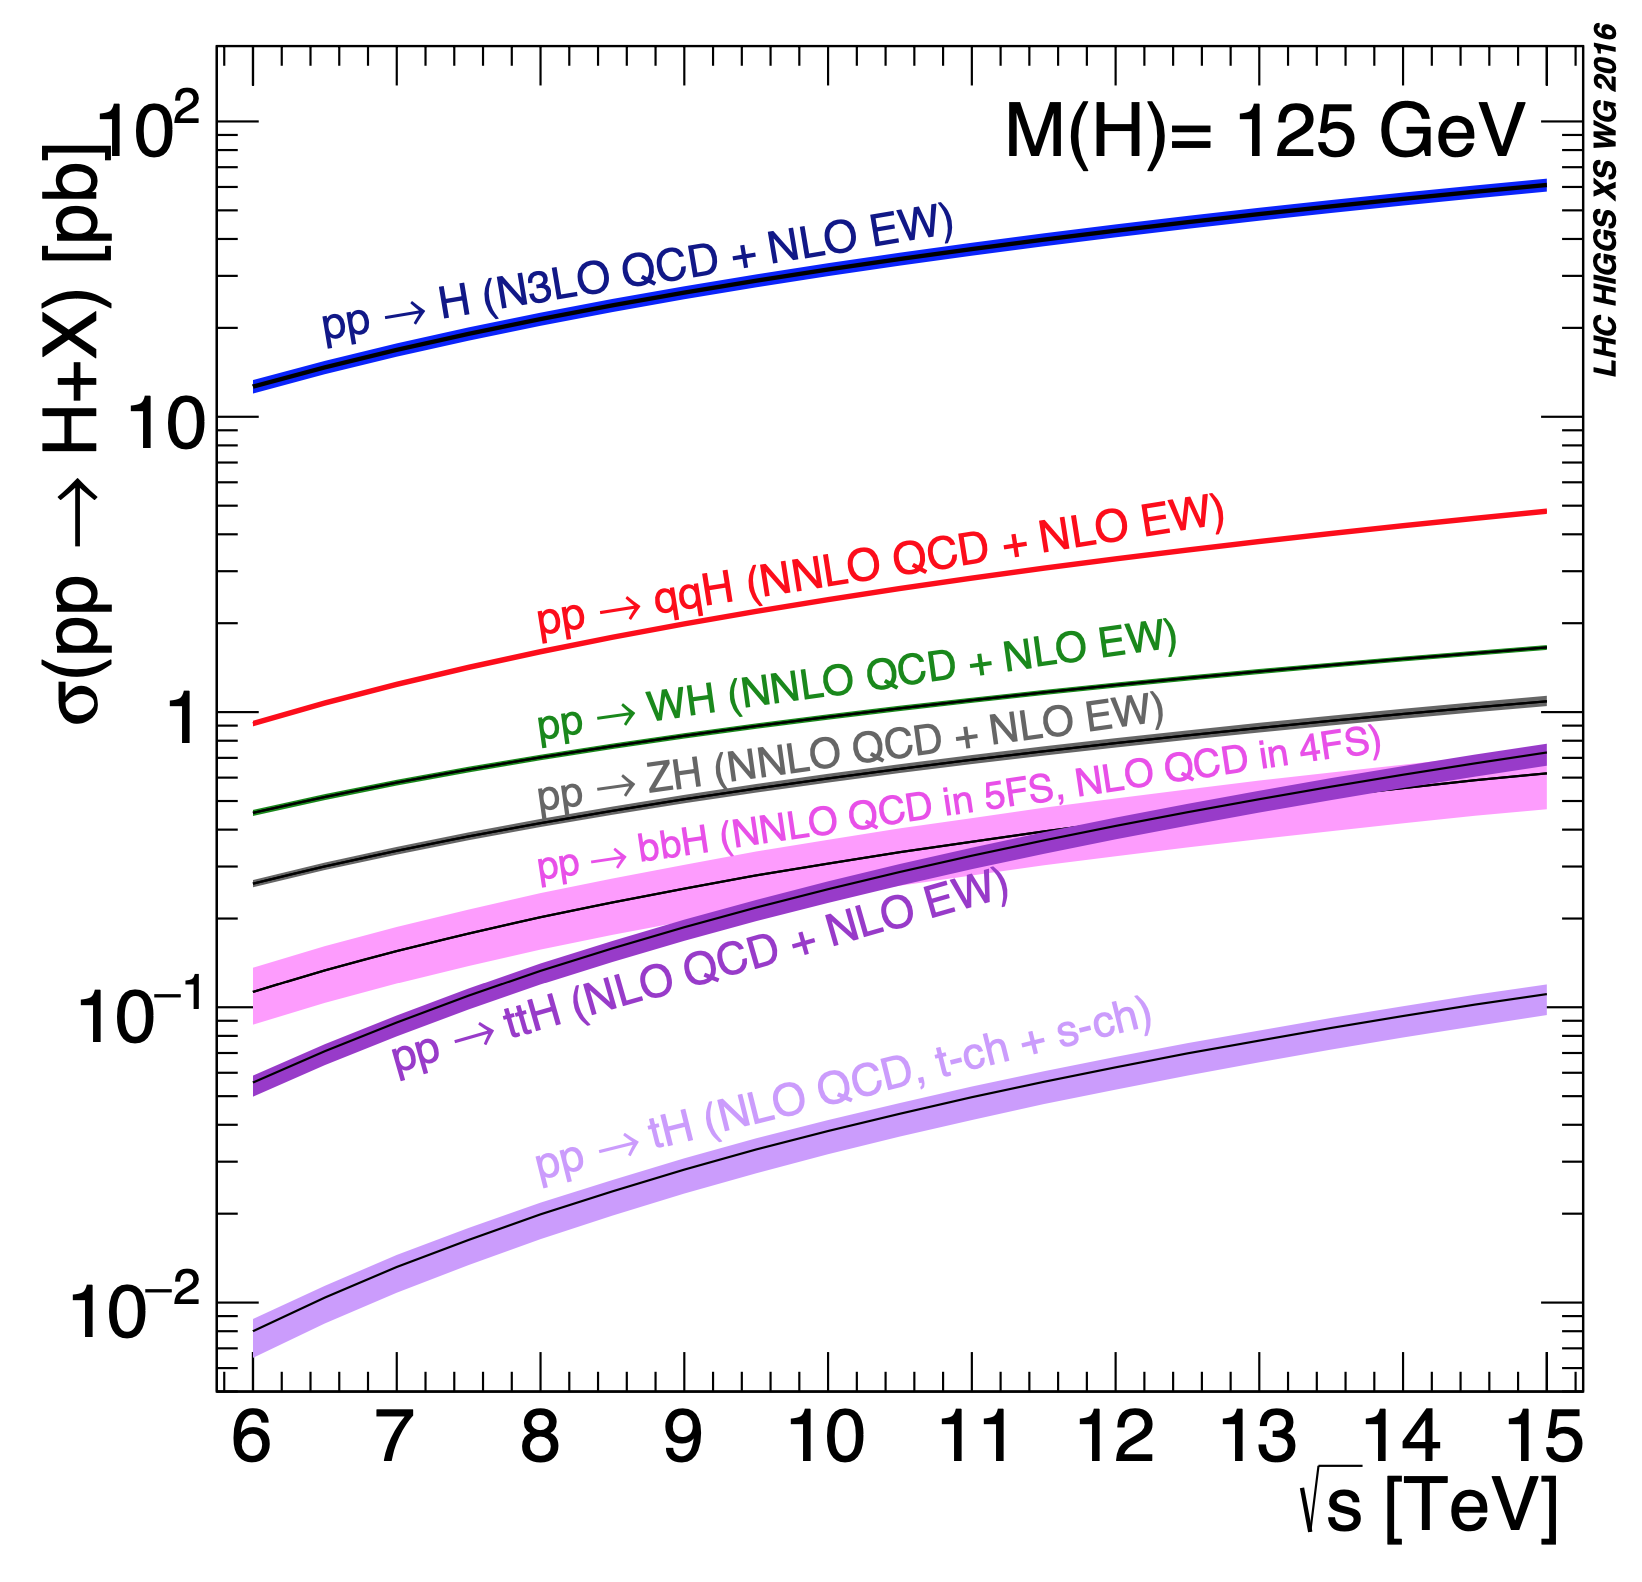 LHC HIGGS XS WG 2016
M(H)= 125 GeV
σ(pp → H+X) [pb]
10²
10
1
10⁻¹
10⁻²
pp → H (N3LO QCD + NLO EW)
pp → qqH (NNLO QCD + NLO EW)
pp → WH (NNLO QCD + NLO EW)
pp → ZH (NNLO QCD + NLO EW)
pp → bbH (NNLO QCD in 5FS, NLO QCD in 4FS)
pp → ttH (NLO QCD + NLO EW)
pp → tH (NLO QCD, t-ch + s-ch)
6 7 8 9 10 11 12 13 14 15
√s [TeV]